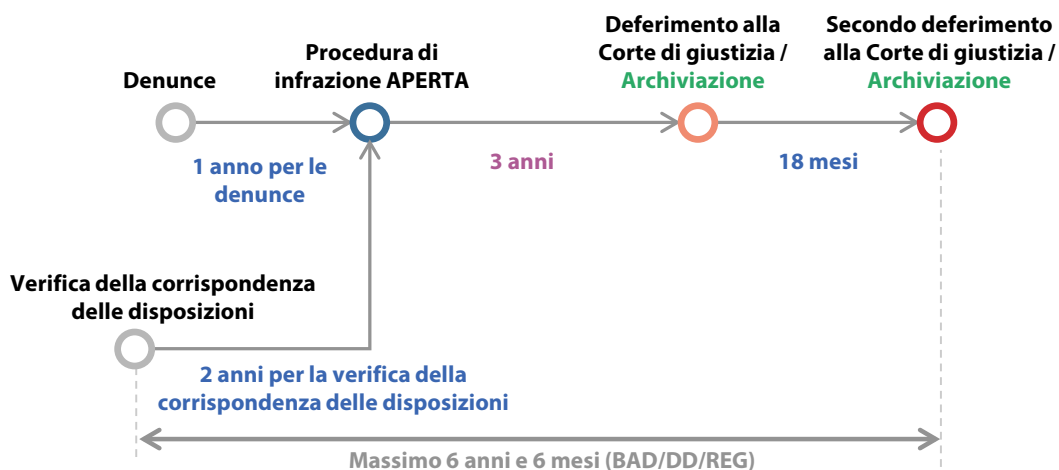 Denunce
Procedura di
infrazione APERTA
Deferimento alla
Corte di giustizia /
Archiviazione
Secondo deferimento
alla Corte di giustizia /
Archiviazione
1 anno per le
denunce
3 anni
18 mesi
Verifica della corrispondenza
delle disposizioni
2 anni per la verifica della
corrispondenza delle disposizioni
Massimo 6 anni e 6 mesi (BAD/DD/REG)